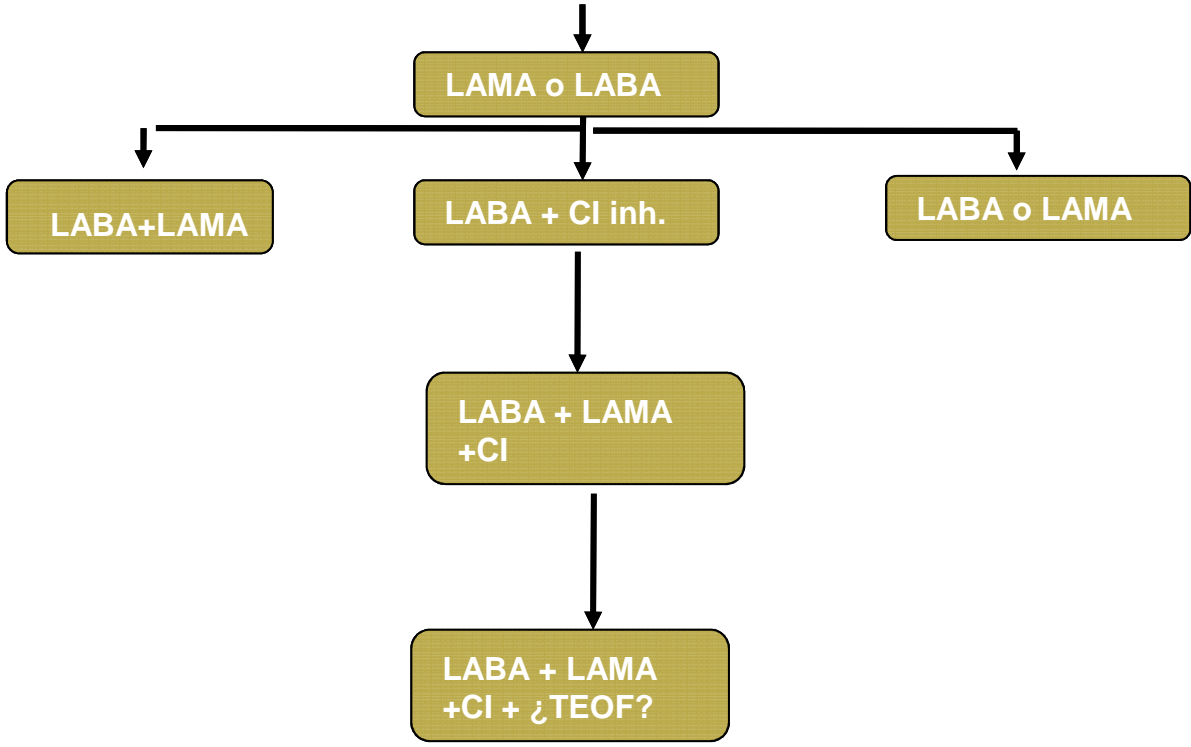 LAMA o LABA
LABA+LAMA
LABA + CI inh.
LABA o LAMA
LABA + LAMA
+CI
LABA + LAMA
+CI + ¿TEOF?